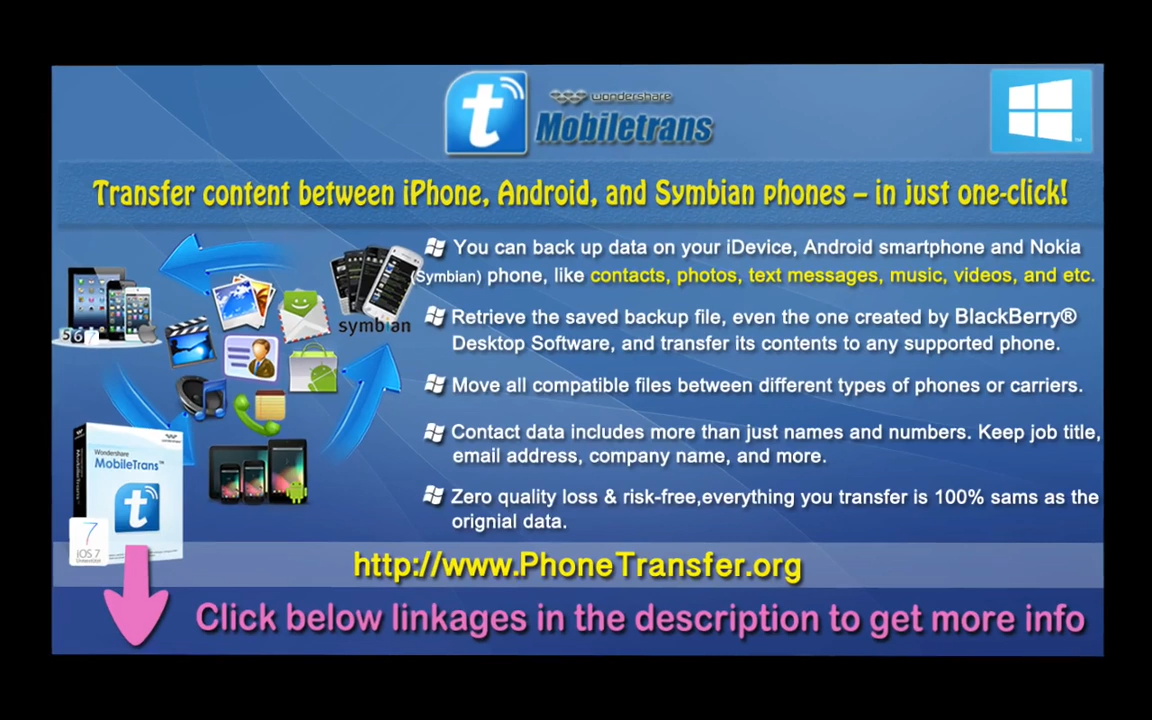 wondershare
Mobiletrans
Transfer content between iPhone, Android, and Symbian phones – in just one-click!
You can back up data on your iDevice, Android smartphone and Nokia
(Symbian) phone, like contacts, photos, text messages, music, videos, and etc.
symbian
5 6 7
Retrieve the saved backup file, even the one created by BlackBerry®
Desktop Software, and transfer its contents to any supported phone.
Move all compatible files between different types of phones or carriers.
Contact data includes more than just names and numbers. Keep job title,
email address, company name, and more.
Wondershare
MobileTrans™
Zero quality loss & risk-free,everything you transfer is 100% sams as the
orignial data.
7
iOS 7
http://www.PhoneTransfer.org
Click below linkages in the description to get more info